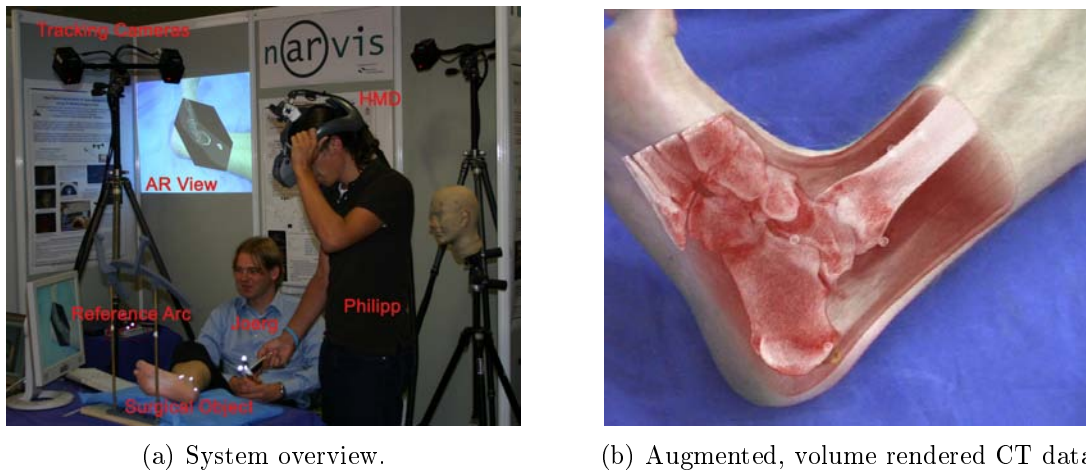 Tracking Cameras
narvis
HMD
AR View
Reference Arc
Joerg
Philipp
Surgical Object
(a) System overview.
(b) Augmented, volume rendered CT data